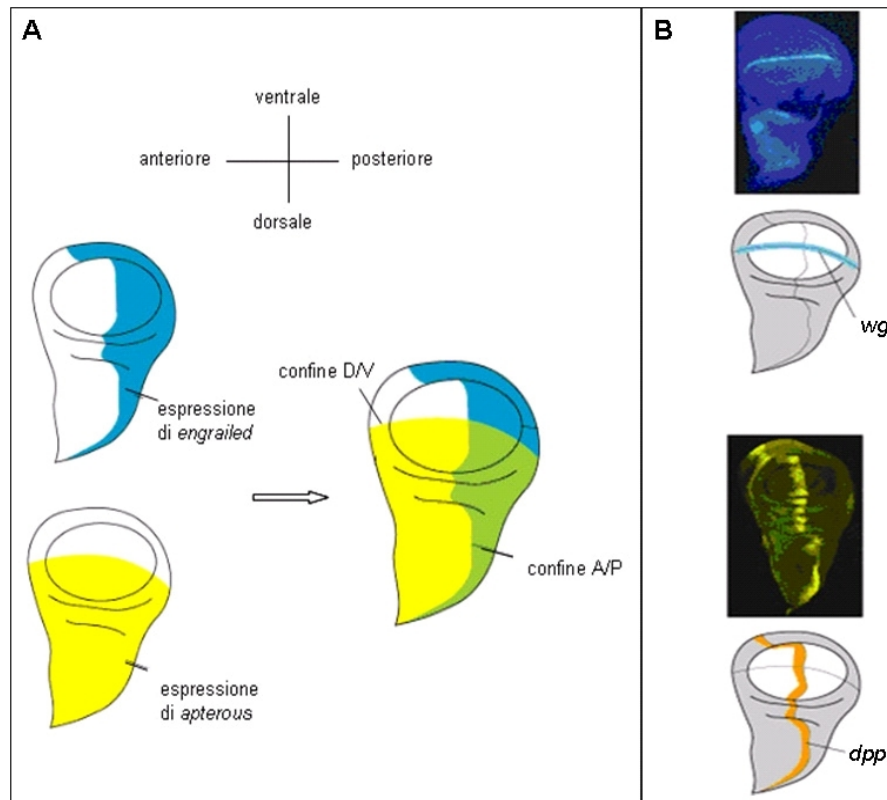 A
ventrale
anteriore
posteriore
dorsale
espressione
di engrailed
confine D/V
confine A/P
espressione
di apterous
B
wg
dpp